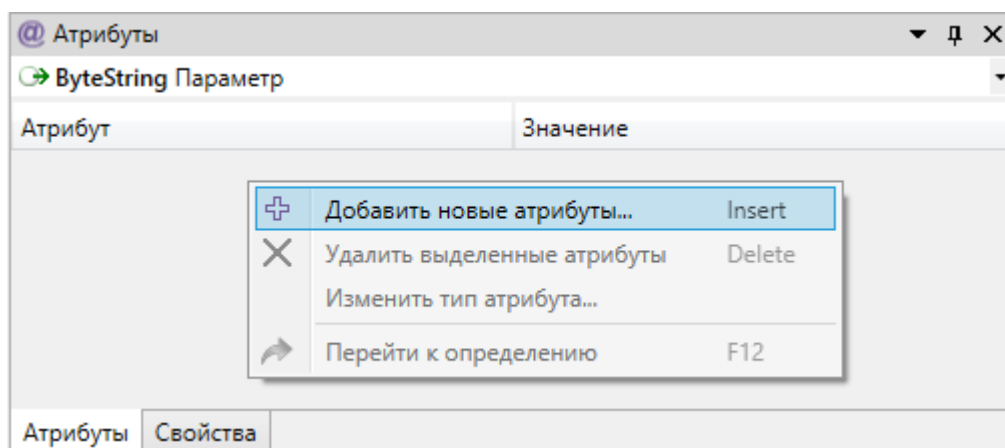 Атрибуты
ByteString Параметр
Атрибут Значение
Добавить новые атрибуты... Insert
Удалить выделенные атрибуты Delete
Изменить тип атрибута...
Перейти к определению F12
Атрибуты Свойства